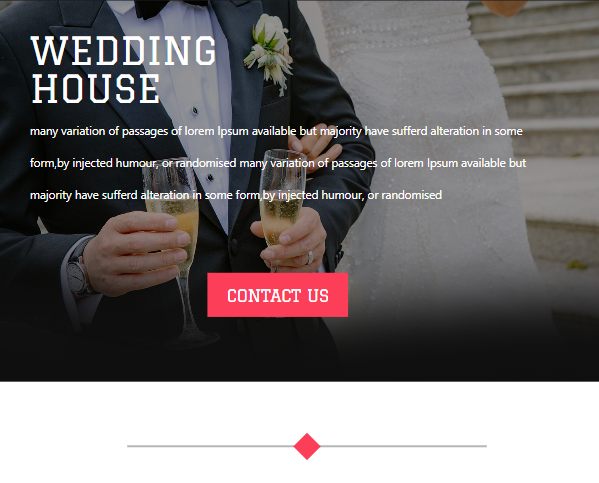 WEDDING
HOUSE
many variation of passages of lorem Ipsum available but majority have sufferd alteration in some
form,by injected humour, or randomised many variation of passages of lorem Ipsum available but
majority have sufferd alteration in some form,by injected humour, or randomised
CONTACT US